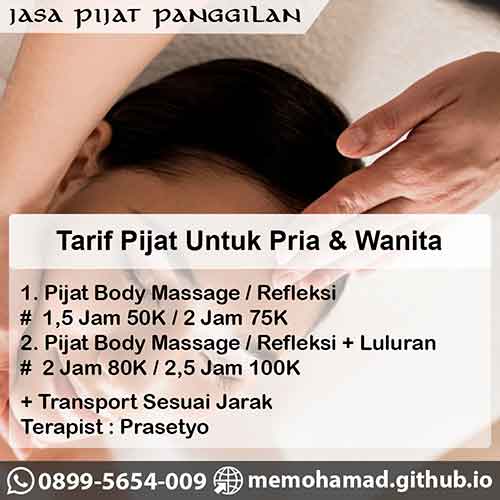 JASA PIJAT PANGGILAN
Tarif Pijat Untuk Pria & Wanita
1. Pijat Body Massage / Refleksi
# 1,5 Jam 50K / 2 Jam 75K
2. Pijat Body Massage / Refleksi + Luluran
# 2 Jam 80K / 2,5 Jam 100K
+ Transport Sesuai Jarak
Terapist : Prasetyo
0899-5654-009 memohamad.github.io